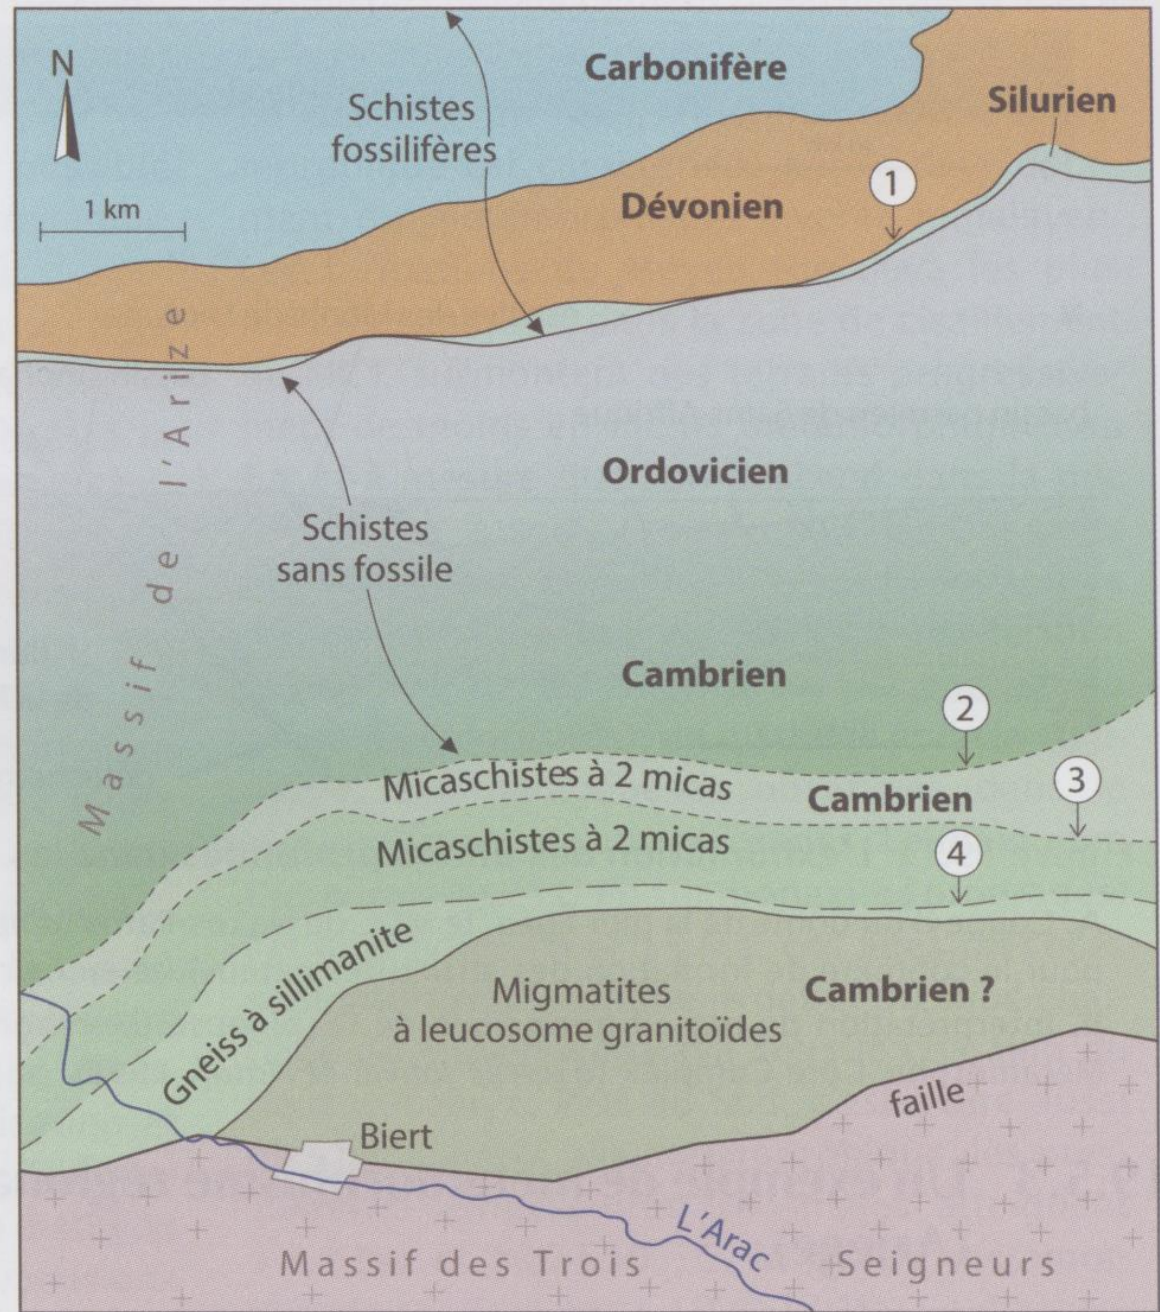 N
1 km
Schistes
fossilifères
Carbonifère
Silurien
Dévonien
1
Massif de l'Arize
Ordovicien
Schistes
sans fossile
Cambrien
2
Micaschistes à 2 micas
Cambrien
3
Micaschistes à 2 micas
4
Gneiss à sillimanite
Migmatites
à leucosome granitoïdes
Cambrien ?
faille
Biert
L'Arac
Massif des Trois Seigneurs